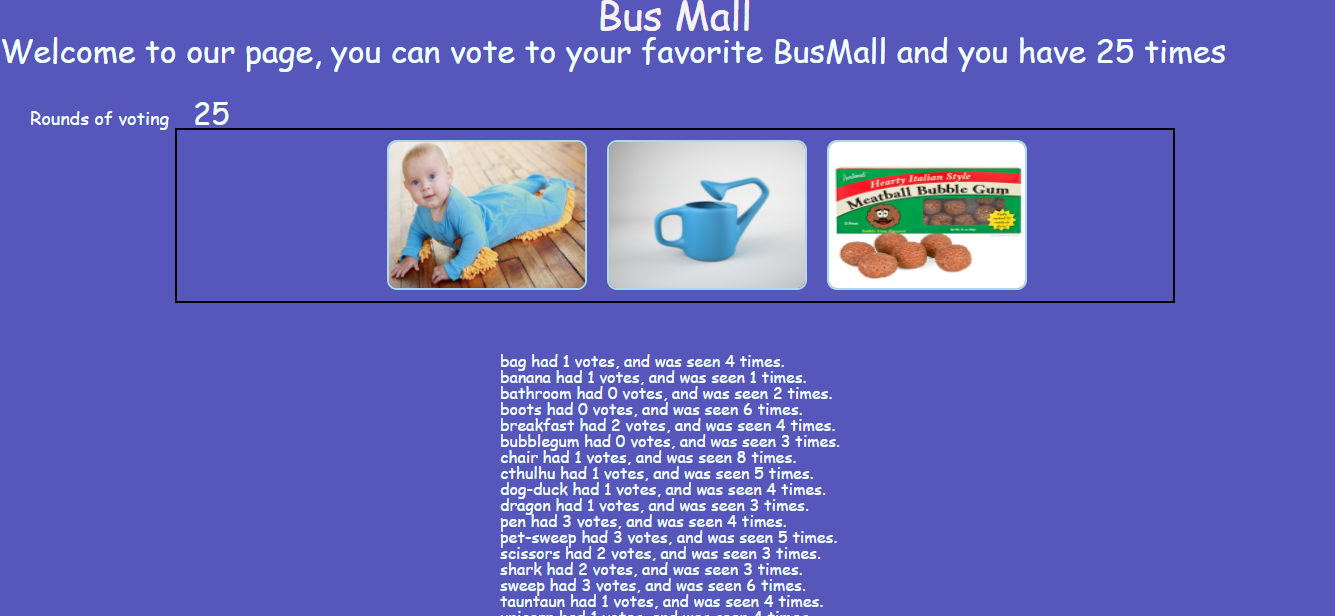 Bus Mall
Welcome to our page, you can vote to your favorite BusMall and you have 25 times
Rounds of voting 25
Hearty Italian Style
Meatball Bubble Gum
bag had 1 votes, and was seen 4 times.
banana had 1 votes, and was seen 1 times.
bathroom had 0 votes, and was seen 2 times.
boots had 0 votes, and was seen 6 times.
breakfast had 2 votes, and was seen 4 times.
bubblegum had 0 votes, and was seen 3 times.
chair had 1 votes, and was seen 8 times.
cthulhu had 1 votes, and was seen 5 times.
dog-duck had 1 votes, and was seen 4 times.
dragon had 1 votes, and was seen 3 times.
pen had 3 votes, and was seen 4 times.
pet-sweep had 3 votes, and was seen 5 times.
scissors had 2 votes, and was seen 3 times.
shark had 2 votes, and was seen 3 times.
sweep had 3 votes, and was seen 6 times.
tauntaun had 1 votes, and was seen 4 times.